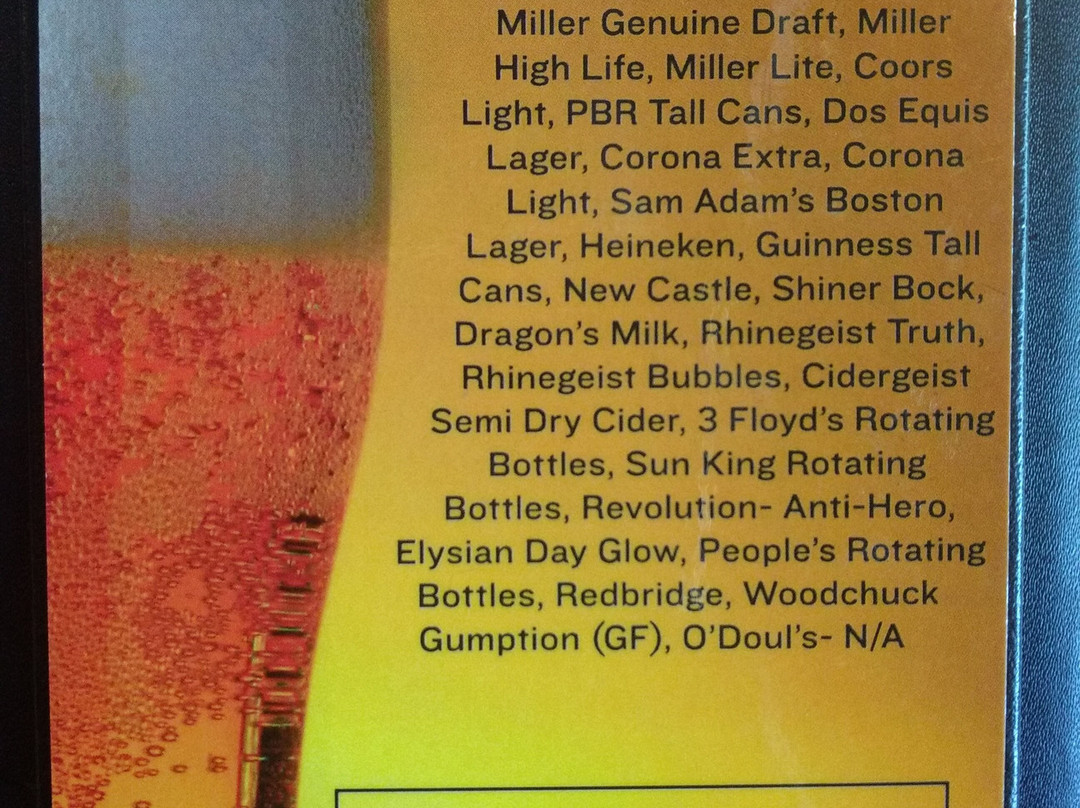 Miller Genuine Draft, Miller
High Life, Miller Lite, Coors
Light, PBR Tall Cans, Dos Equis
Lager, Corona Extra, Corona
Light, Sam Adam's Boston
Lager, Heineken, Guinness Tall
Cans, New Castle, Shiner Bock,
Dragon's Milk, Rhinegeist Truth,
Rhinegeist Bubbles, Cidergeist
Semi Dry Cider, 3 Floyd's Rotating
Bottles, Sun King Rotating
Bottles, Revolution- Anti-Hero,
Elysian Day Glow, People's Rotating
Bottles, Redbridge, Woodchuck
Gumption (GF), O'Doul's- N/A